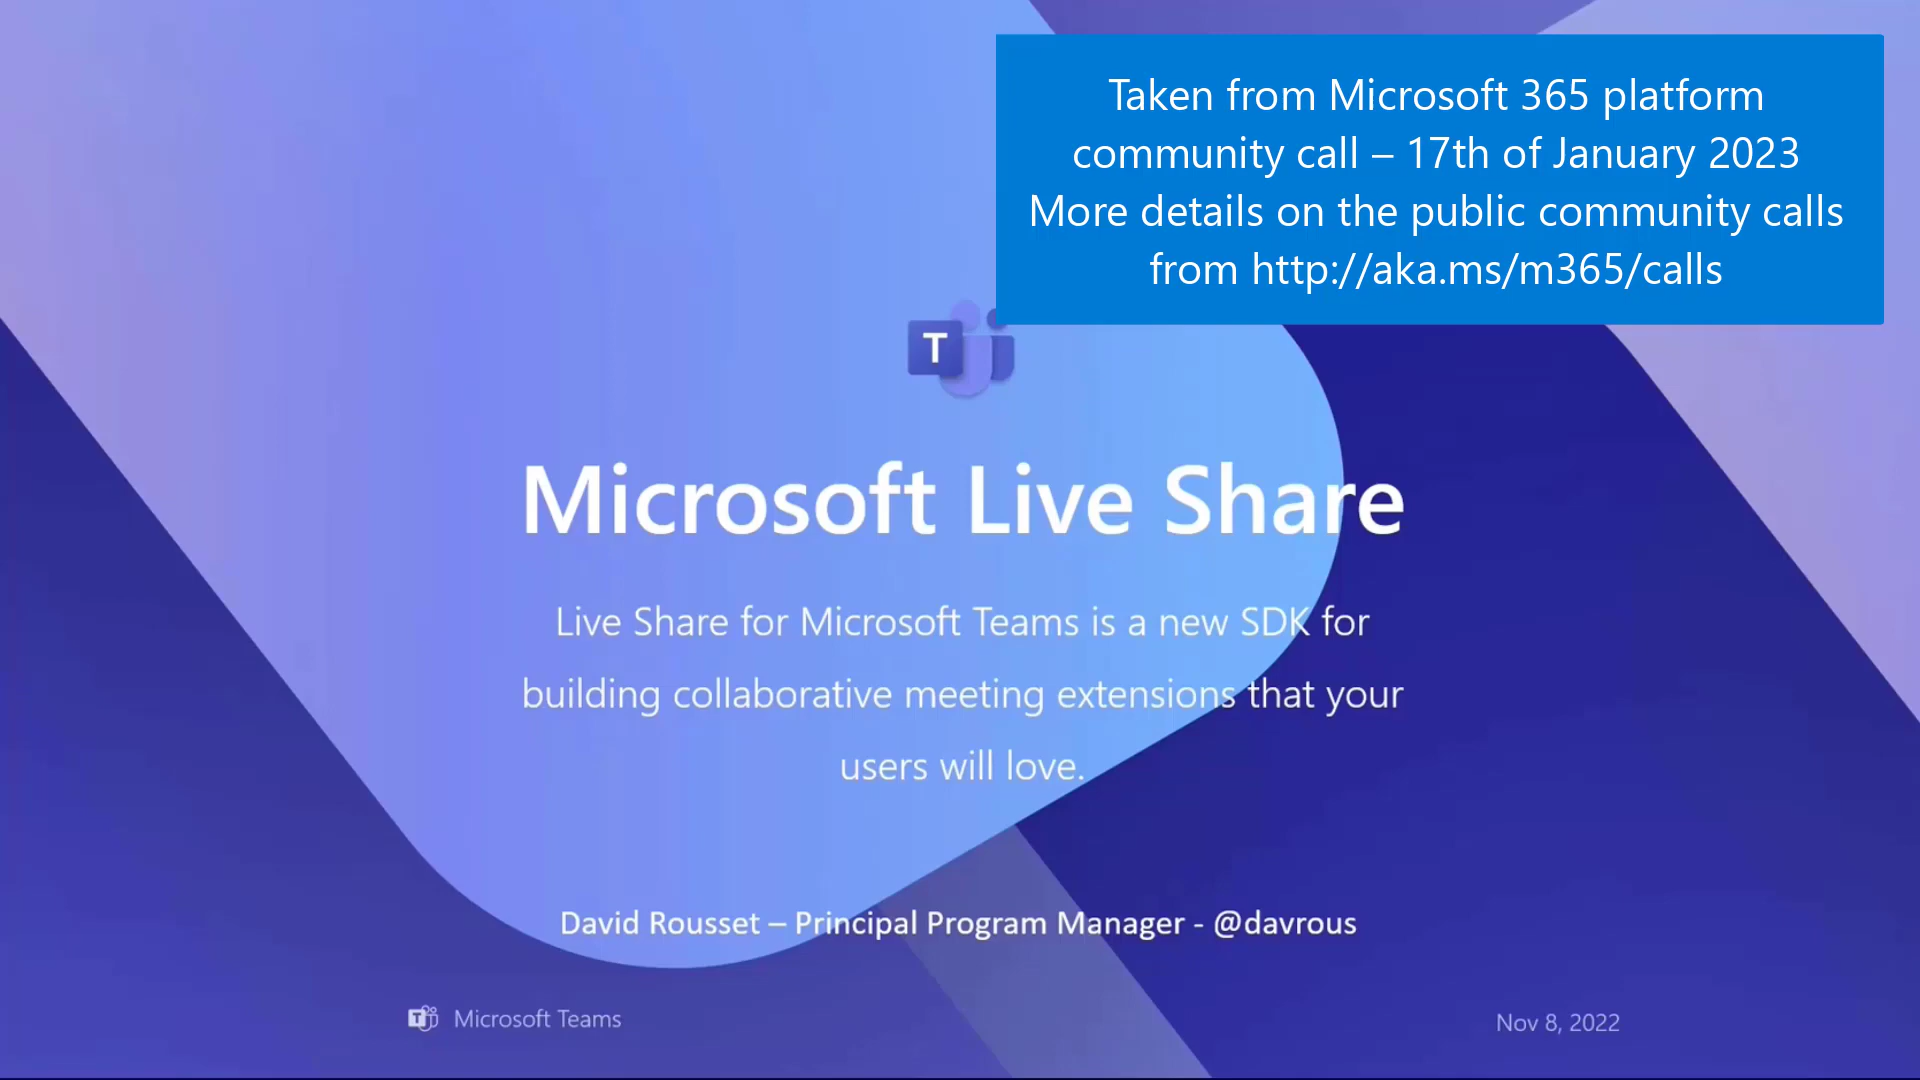 Taken from Microsoft 365 platform
community call – 17th of January 2023
More details on the public community calls
from http://aka.ms/m365/calls
T
Microsoft Live Share
Live Share for Microsoft Teams is a new SDK for
building collaborative meeting extensions that your
users will love.
David Rousset – Principal Program Manager - @davrous
T Microsoft Teams
Nov 8, 2022